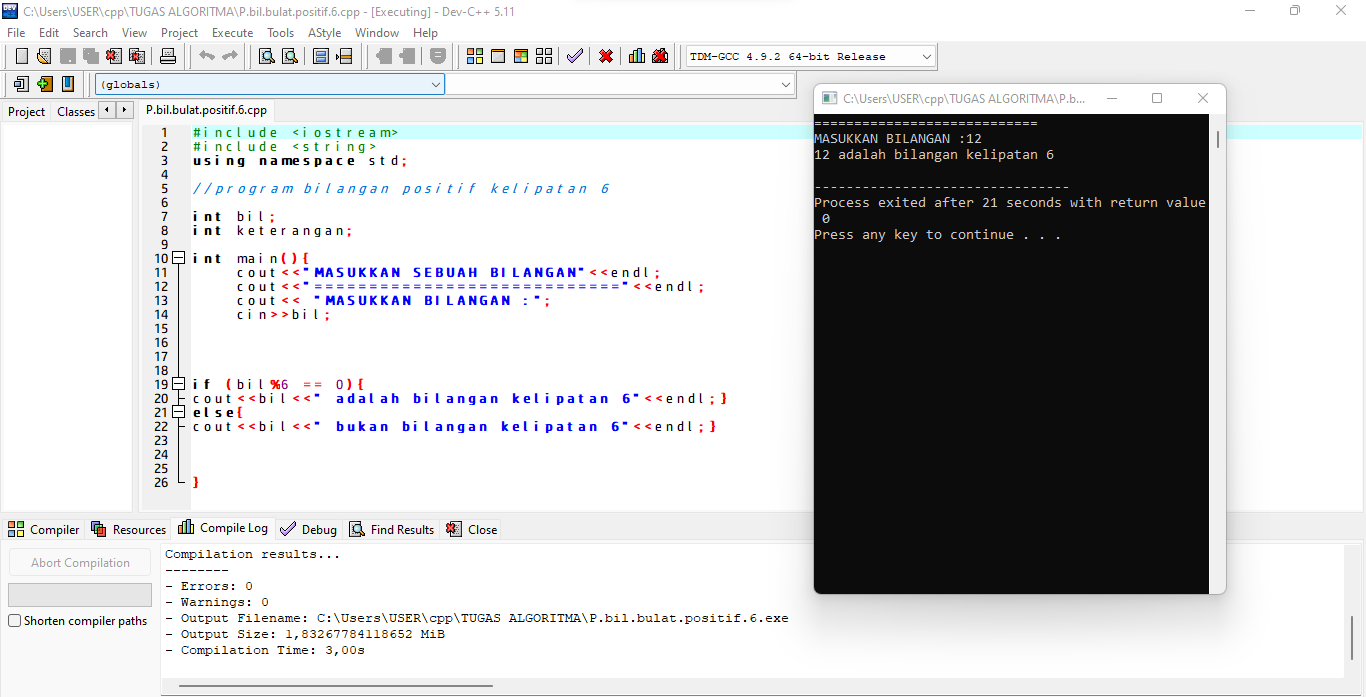 C:\Users\USER\cpp\TUGAS ALGORITMA\P.bil.bulat.positif.6.cpp - [Executing] - Dev-C++ 5.11
File Edit Search View Project Execute Tools AStyle Window Help
TDM-GCC 4.9.2 64-bit Release
(globals)
Project Classes P.bil.bulat.positif.6.cpp
1 #include <iostream>
2 #include <string>
3 using namespace std;
4
5 //program bilangan positif kelipatan 6
6
7 int bil;
8 int keterangan;
9
10 int main(){
11 cout<<"MASUKKAN SEBUAH BILANGAN"<<endl;
12 cout<<"============================"<<endl;
13 cout<< "MASUKKAN BILANGAN :";
14 cin>>bil;
15
16
17
18
19 if (bil%6 == 0){
20 cout<<bil<<" adalah bilangan kelipatan 6"<<endl;}
21 else{
22 cout<<bil<<" bukan bilangan kelipatan 6"<<endl;}
23
24
25
26 }
C:\Users\USER\cpp\TUGAS ALGORITMA\P.b...
============================
MASUKKAN BILANGAN :12
12 adalah bilangan kelipatan 6
--------------------------------
Process exited after 21 seconds with return value
0
Press any key to continue . . .
Compiler Resources Compile Log Debug Find Results Close
Abort Compilation
Shorten compiler paths
Compilation results...
--------
- Errors: 0
- Warnings: 0
- Output Filename: C:\Users\USER\cpp\TUGAS ALGORITMA\P.bil.bulat.positif.6.exe
- Output Size: 1,83267784118652 MiB
- Compilation Time: 3,00s